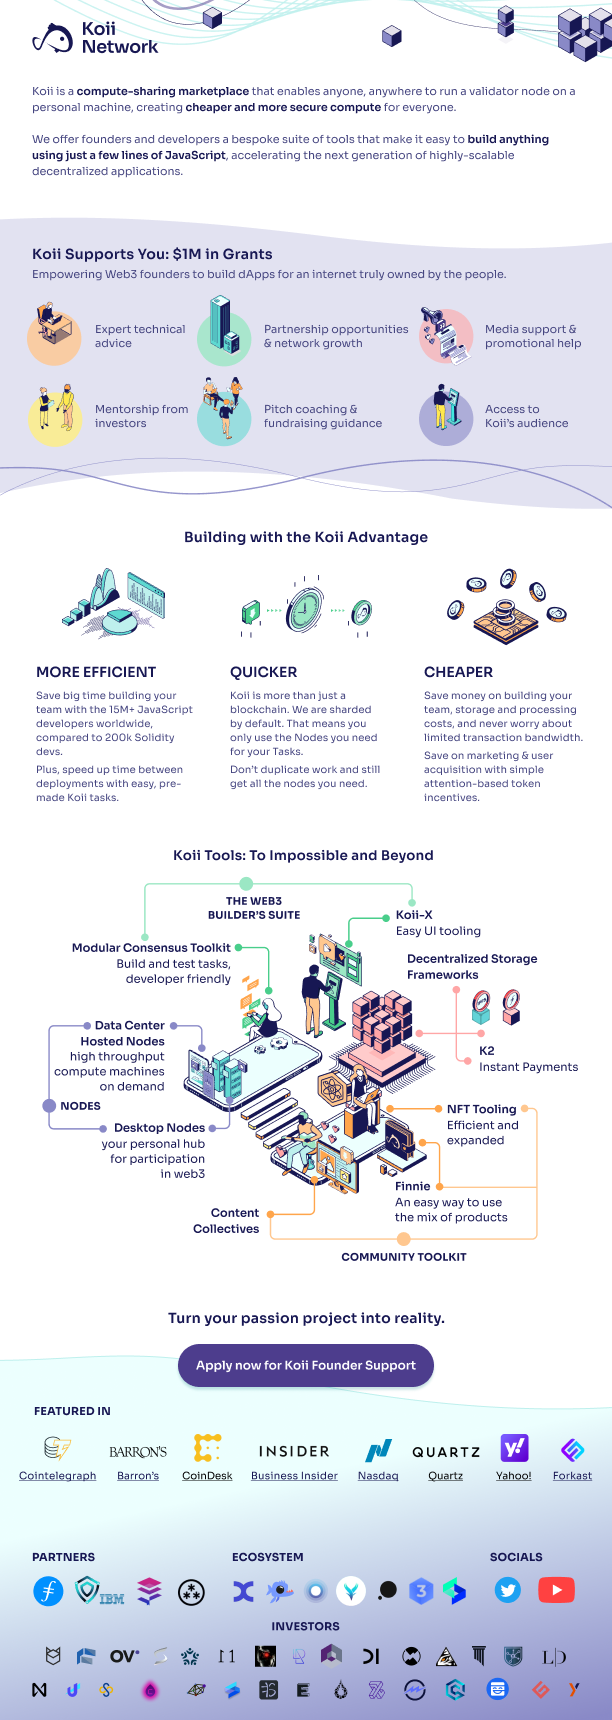 Koii
Network
Koii is a compute-sharing marketplace that enables anyone, anywhere to run a validator node on a
personal machine, creating cheaper and more secure compute for everyone.
We offer founders and developers a bespoke suite of tools that make it easy to build anything
using just a few lines of JavaScript, accelerating the next generation of highly-scalable
decentralized applications.
Koii Supports You: $1M in Grants
Empowering Web3 founders to build dApps for an internet truly owned by the people.
Expert technical
advice
Partnership opportunities
& network growth
Media support &
promotional help
Mentorship from
investors
Pitch coaching &
fundraising guidance
Access to
Koii's audience
Building with the Koii Advantage
MORE EFFICIENT
Save big time building your
team with the 15M+ JavaScript
developers worldwide,
compared to 200k Solidity
devs.
Plus, speed up time between
deployments with easy, pre-
made Koii tasks.
QUICKER
Koii is more than just a
blockchain. We are sharded
by default. That means you
only use the Nodes you need
for your Tasks.
Don't duplicate work and still
get all the nodes you need.
CHEAPER
Save money on building your
team, storage and processing
costs, and never worry about
limited transaction bandwidth.
Save on marketing & user
acquisition with simple
attention-based token
incentives.
Koii Tools: To Impossible and Beyond
THE WEB3
BUILDER'S SUITE
Koii-X
Easy UI tooling
Modular Consensus Toolkit
Build and test tasks,
developer friendly
Decentralized Storage
Frameworks
Data Center
Hosted Nodes
high throughput
compute machines
on demand
K2
Instant Payments
NODES
NFT Tooling
Efficient and
expanded
Desktop Nodes
your personal hub
for participation
in web3
Finnie
An easy way to use
the mix of products
Content
Collectives
COMMUNITY TOOLKIT
Turn your passion project into reality.
Apply now for Koii Founder Support
FEATURED IN
BARRON'S
INSIDER
QUARTZ
y!
Cointelegraph
Barron's
CoinDesk
Business Insider
Nasdaq
Quartz
Yahoo!
Forkast
PARTNERS
ECOSYSTEM
SOCIALS
IBM
3
INVESTORS
OV
11
LD